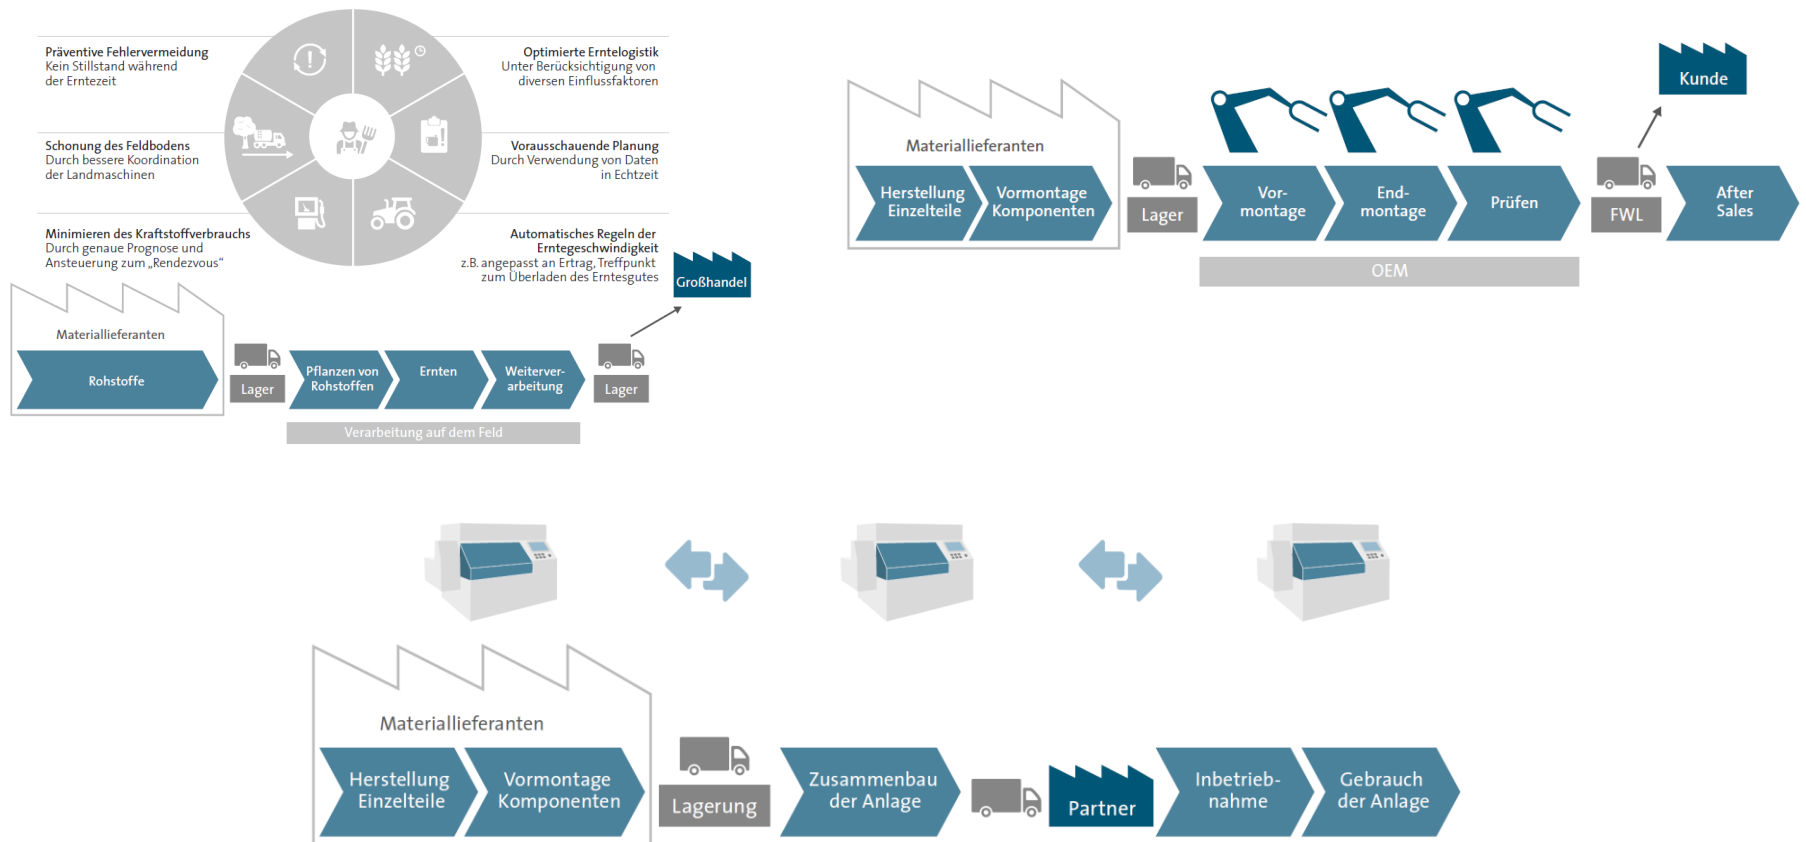 Präventive Fehlervermeidung
Kein Stillstand während
der Erntezeit
Optimierte Erntelogistik
Unter Berücksichtigung von
diversen Einflussfaktoren
Schonung des Feldbodens
Durch bessere Koordination
der Landmaschinen
Vorausschauende Planung
Durch Verwendung von Daten
in Echtzeit
Minimieren des Kraftstoffverbrauchs
Durch genaue Prognose und
Ansteuerung zum „Rendezvous“
Automatisches Regeln der
Erntegeschwindigkeit
z.B. angepasst an Ertrag, Treffpunkt
zum Überladen des Erntesgutes
Großhandel
Materiallieferanten
Rohstoffe
Lager
Pflanzen von
Rohstoffen
Ernten
Weiterver-
arbeitung
Lager
Verarbeitung auf dem Feld
Kunde
Materiallieferanten
Herstellung
Einzelteile
Vormontage
Komponenten
Lager
Vor-
montage
End-
montage
Prüfen
FWL
After
Sales
OEM
Materiallieferanten
Herstellung
Einzelteile
Vormontage
Komponenten
Lagerung
Zusammenbau
der Anlage
Partner
Inbetrieb-
nahme
Gebrauch
der Anlage